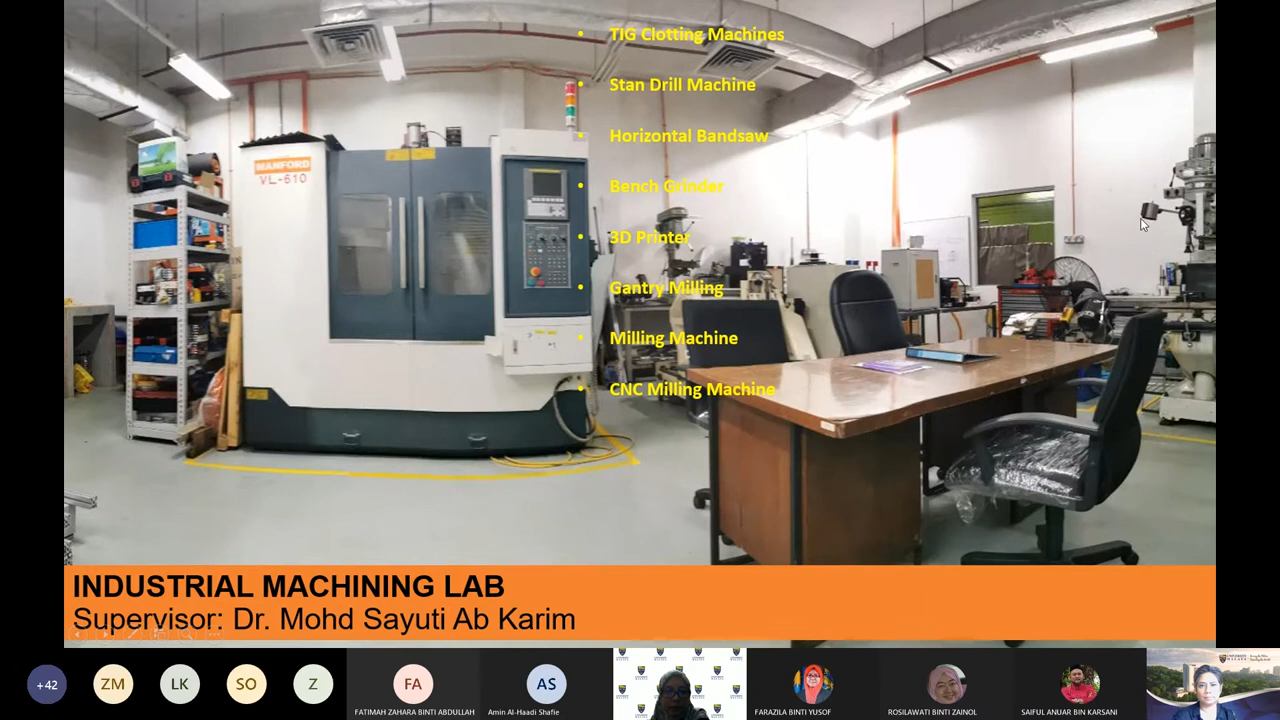 • TIG Clotting Machines
• Stan Drill Machine
• Horizontal Bandsaw
• Bench Grinder
• 3D Printer
• Gantry Milling
• Milling Machine
• CNC Milling Machine
MANFORD
VL-610
INDUSTRIAL MACHINING LAB
Supervisor: Dr. Mohd Sayuti Ab Karim
+42
ZM
LK
SO
Z
FA
FATIMAH ZAHARA BINTI ABDULLAH
AS
Amin Al-Haadi Shafie
FARAZILA BINTI YUSOF
ROSILAWATI BINTI ZAINOL
SAIFUL ANUAR BIN KARSANI